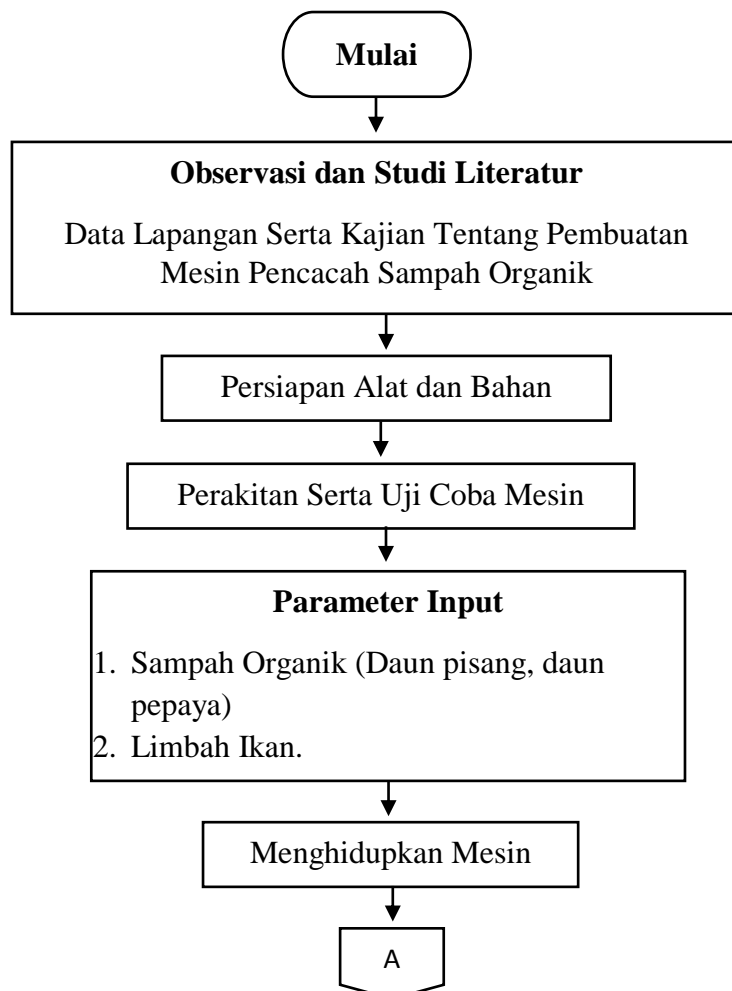 Mulai
Observasi dan Studi Literatur
Data Lapangan Serta Kajian Tentang Pembuatan
Mesin Pencacah Sampah Organik
Persiapan Alat dan Bahan
Perakitan Serta Uji Coba Mesin
Parameter Input
1. Sampah Organik (Daun pisang, daun
pepaya)
2. Limbah Ikan.
Menghidupkan Mesin
A